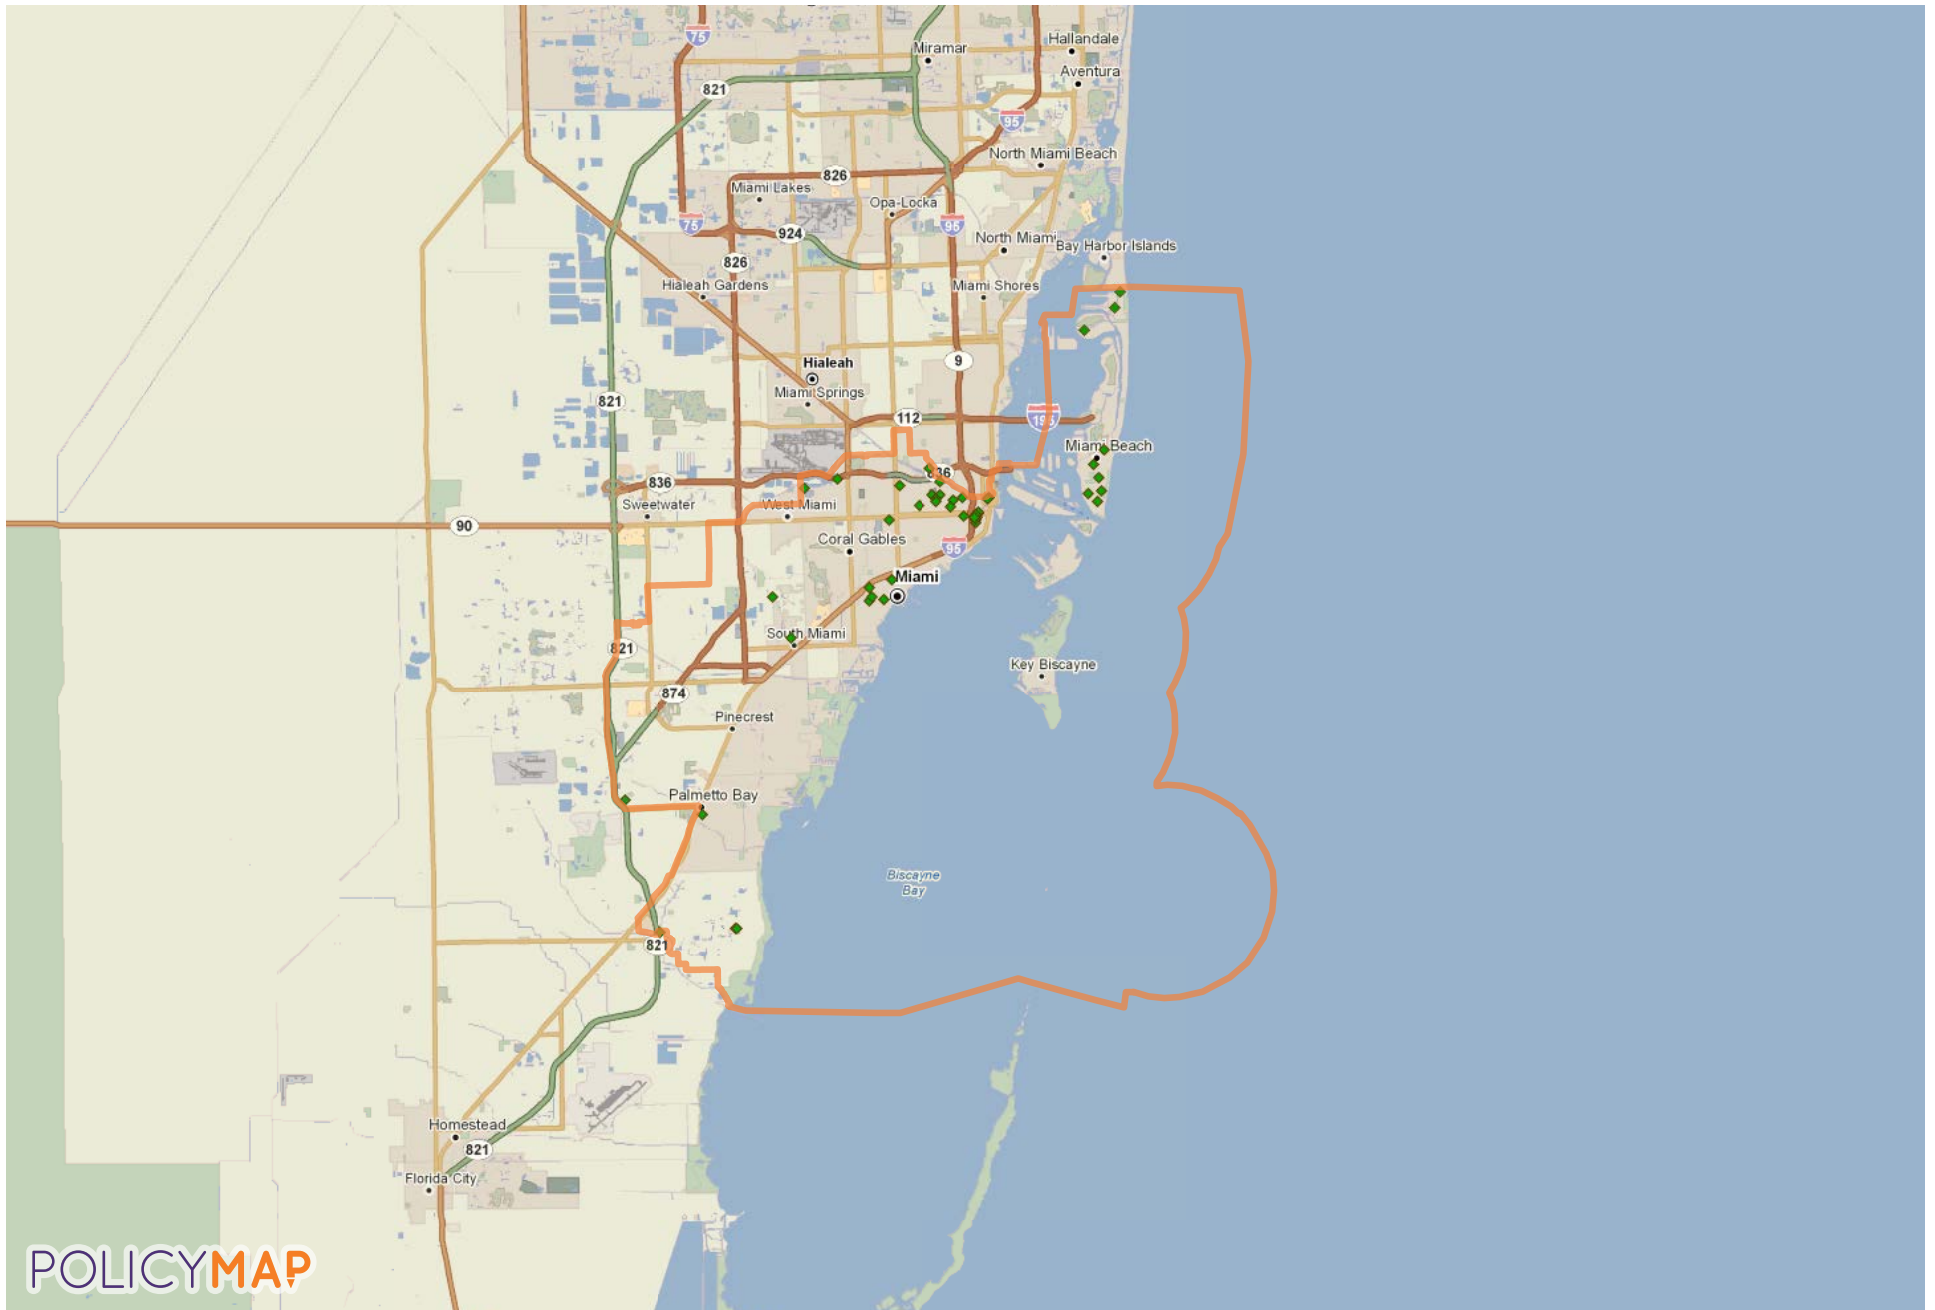 75
Hallandale
Miramar
Aventura
821
95
North Miami Beach
826
Miami Lakes
Opa-Locka
75
924
95
North Miami
Bay Harbor Islands
826
Hialeah Gardens
Miami Shores
Hialeah
9
Miami Springs
821
112
195
Miami Beach
836
836
Sweetwater
West Miami
90
Coral Gables
95
Miami
South Miami
821
Key Biscayne
874
Pinecrest
Palmetto Bay
Biscayne
Bay
821
Homestead
821
Florida City
POLICYMAP